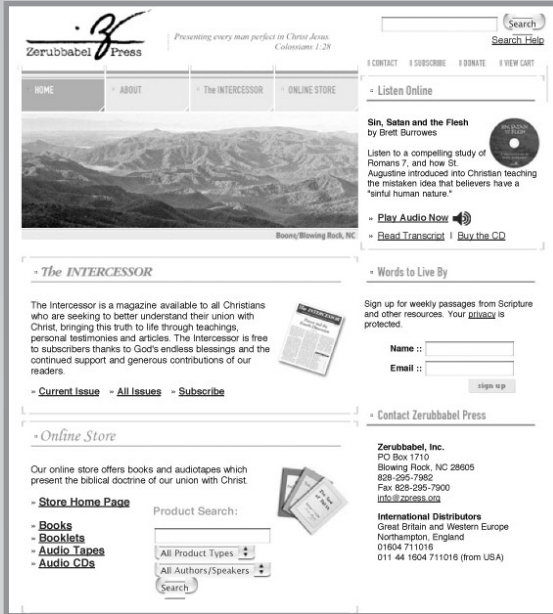 Zerubbabel Press
Presenting every man perfect in Christ Jesus.
Colossians 1:28
Search
Search Help
CONTACT SUBSCRIBE DONATE VIEW CART
HOME
ABOUT
The INTERCESSOR
ONLINE STORE
Boone/Blowing Rock, NC
Listen Online
Sin, Satan and the Flesh
by Brett Burrowes
Listen to a compelling study of
Romans 7, and how St.
Augustine introduced into Christian teaching
the mistaken idea that believers have a
"sinful human nature."
» Play Audio Now
» Read Transcript | Buy the CD
The INTERCESSOR
The Intercessor is a magazine available to all Christians
who are seeking to better understand their union with
Christ, bringing this truth to life through teachings,
personal testimonies and articles. The Intercessor is free
to subscribers thanks to God's endless blessings and the
continued support and generous contributions of our
readers.
» Current Issue » All Issues » Subscribe
Words to Live By
Sign up for weekly passages from Scripture
and other resources. Your privacy is
protected.
Name ::
Email ::
sign up
Online Store
Our online store offers books and audiotapes which
present the biblical doctrine of our union with Christ.
» Store Home Page
» Books
» Booklets
» Audio Tapes
» Audio CDs
Product Search:
All Product Types
All Authors/Speakers
Search
Contact Zerubbabel Press
Zerubbabel, Inc.
PO Box 1710
Blowing Rock, NC 28605
828-295-7982
Fax 828-295-7900
info@zpress.org
International Distributors
Great Britain and Western Europe
Northampton, England
01604 711016
011 44 1604 711016 (from USA)